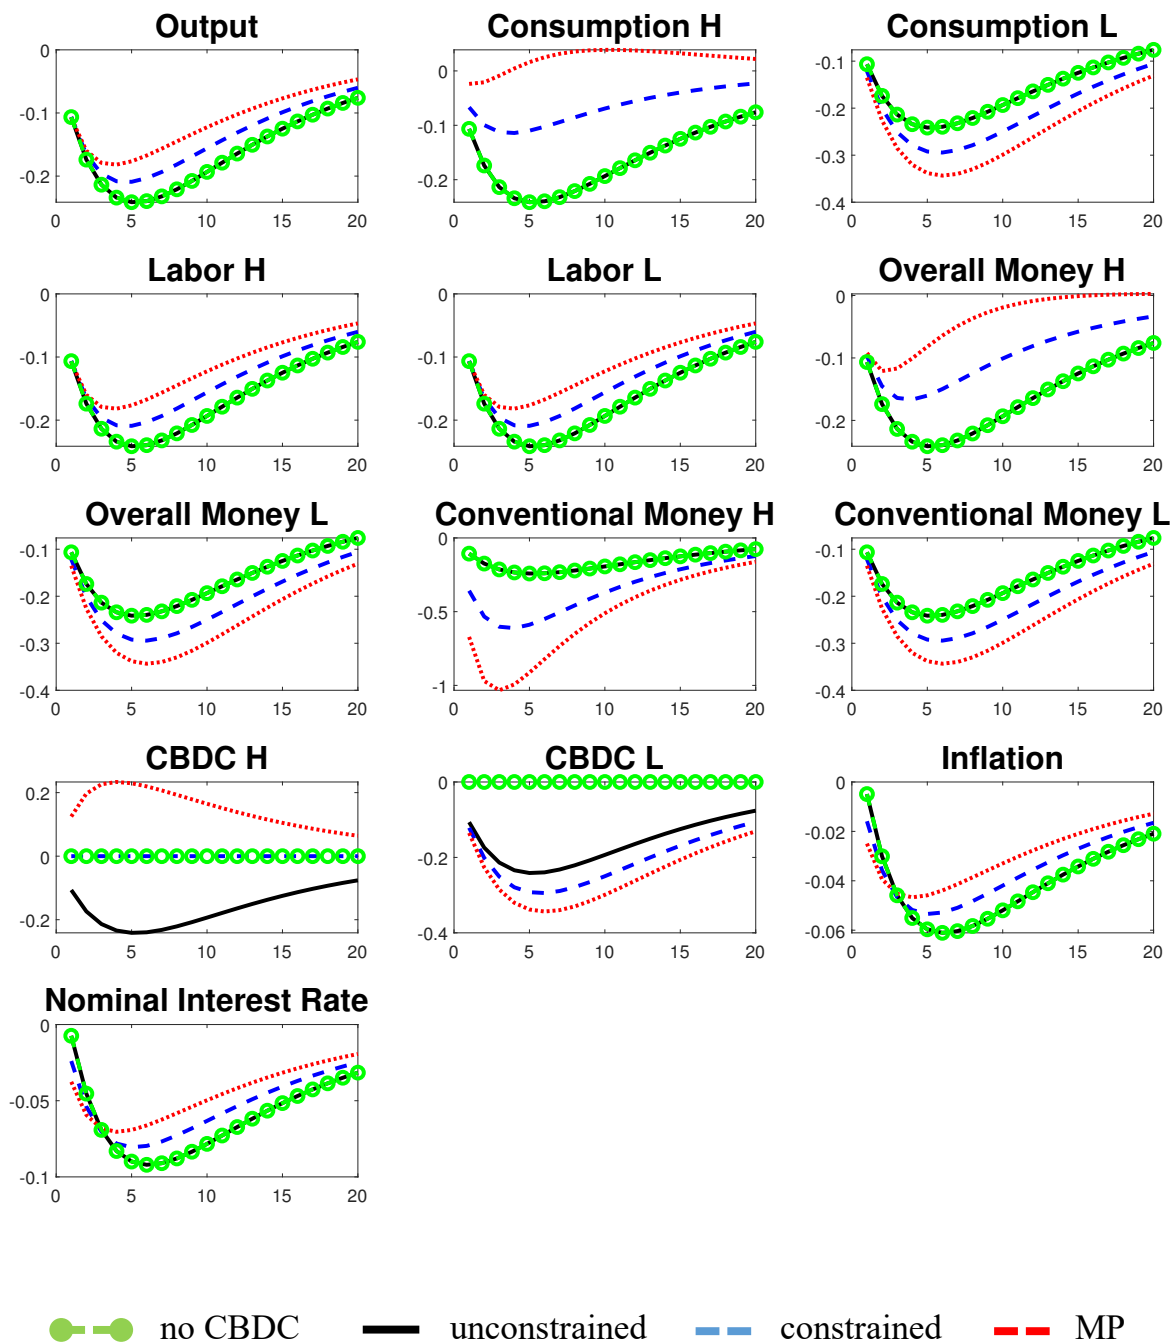 Output
Consumption H
Consumption L
0
-0.1
-0.2
0 5 10 15 20
0
-0.1
-0.2
0 5 10 15 20
-0.1
-0.2
-0.3
-0.4
0 5 10 15 20
Labor H
Labor L
Overall Money H
0
-0.1
-0.2
0 5 10 15 20
0
-0.1
-0.2
0 5 10 15 20
0
-0.1
-0.2
0 5 10 15 20
Overall Money L
Conventional Money H
Conventional Money L
-0.1
-0.2
-0.3
-0.4
0 5 10 15 20
0
-0.5
-1
0 5 10 15 20
-0.1
-0.2
-0.3
-0.4
0 5 10 15 20
CBDC H
CBDC L
Inflation
0.2
0
-0.2
0 5 10 15 20
0
-0.2
-0.4
0 5 10 15 20
0
-0.02
-0.04
-0.06
0 5 10 15 20
Nominal Interest Rate
0
-0.05
-0.1
0 5 10 15 20
no CBDC unconstrained constrained MP